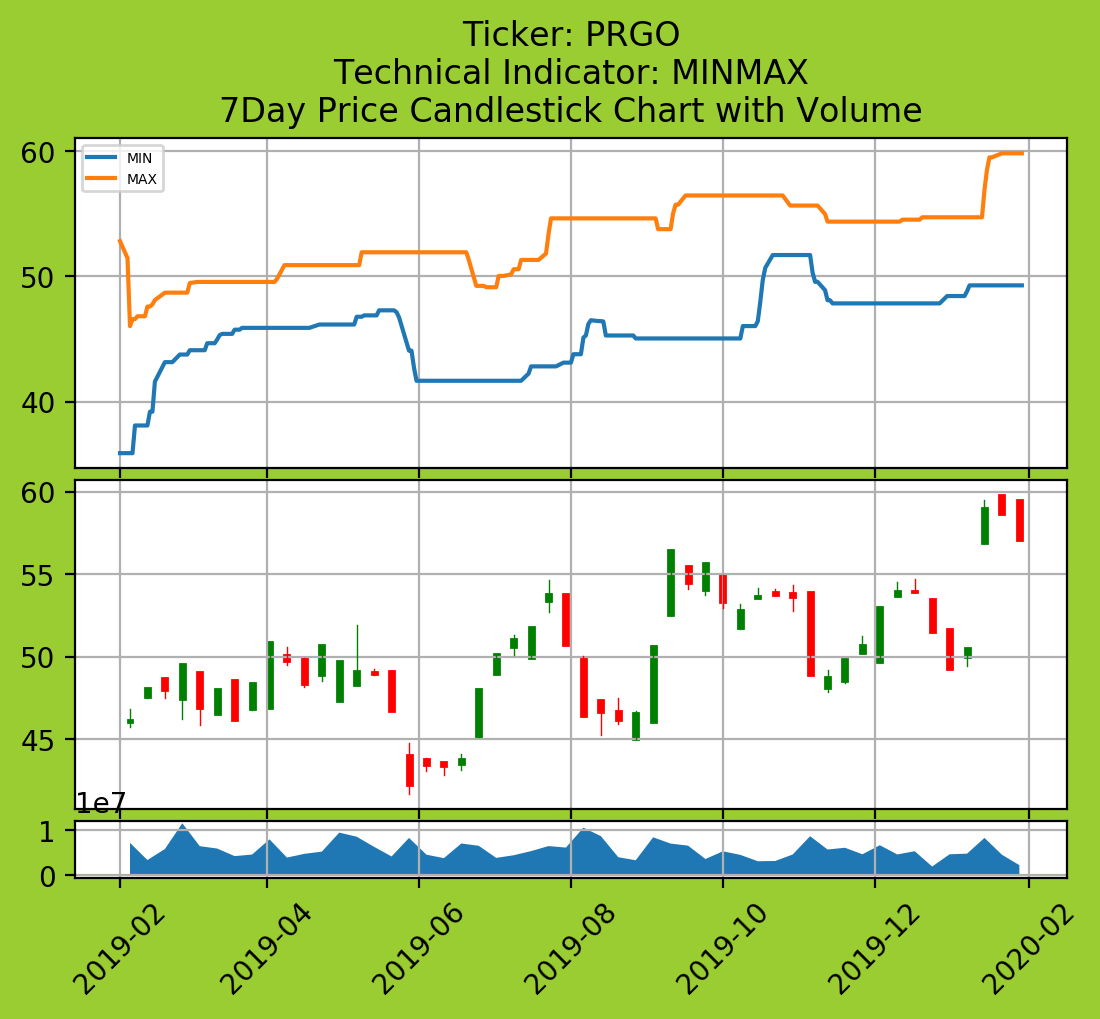 Ticker: PRGO
Technical Indicator: MINMAX
7Day Price Candlestick Chart with Volume
60
50
40
MIN
MAX
60
55
50
45
1e7
1
0
2019-02
2019-04
2019-06
2019-08
2019-10
2019-12
2020-02